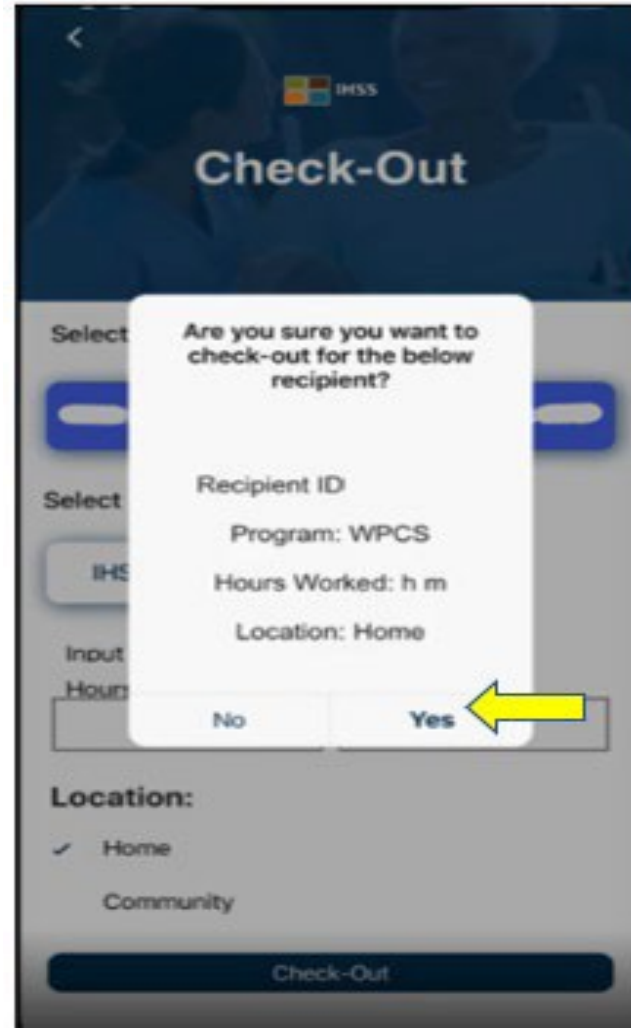 IHSS
Check-Out
Select
Are you sure you want to
check-out for the below
recipient?
Recipient ID
Select
Program: WPCS
IHS
Hours Worked: h m
Location: Home
Input
Hours
No Yes
Location:
Home
Community
Check-Out